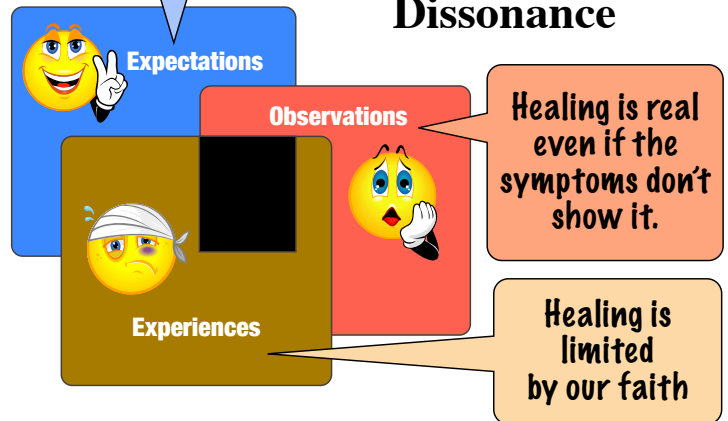 Dissonance
Expectations
Observations
Healing is real
even if the
symptoms don't
show it.
Experiences
Healing is
limited
by our faith